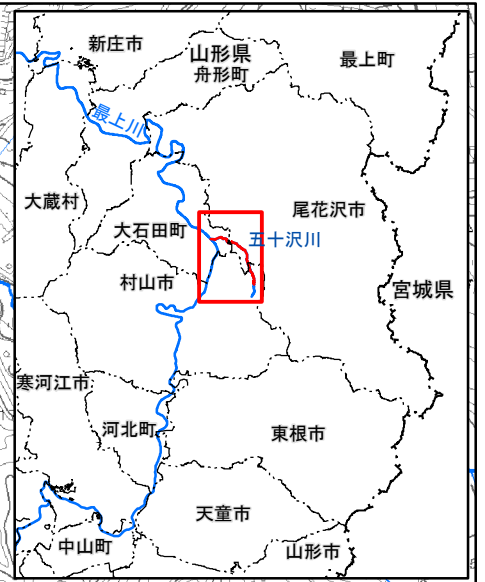 新庄市
山形県
舟形町
最上町
最上川
大蔵村
尾花沢市
大石田町
五十沢川
村山市
宮城県
寒河江市
河北町
東根市
天童市
中山町
山形市